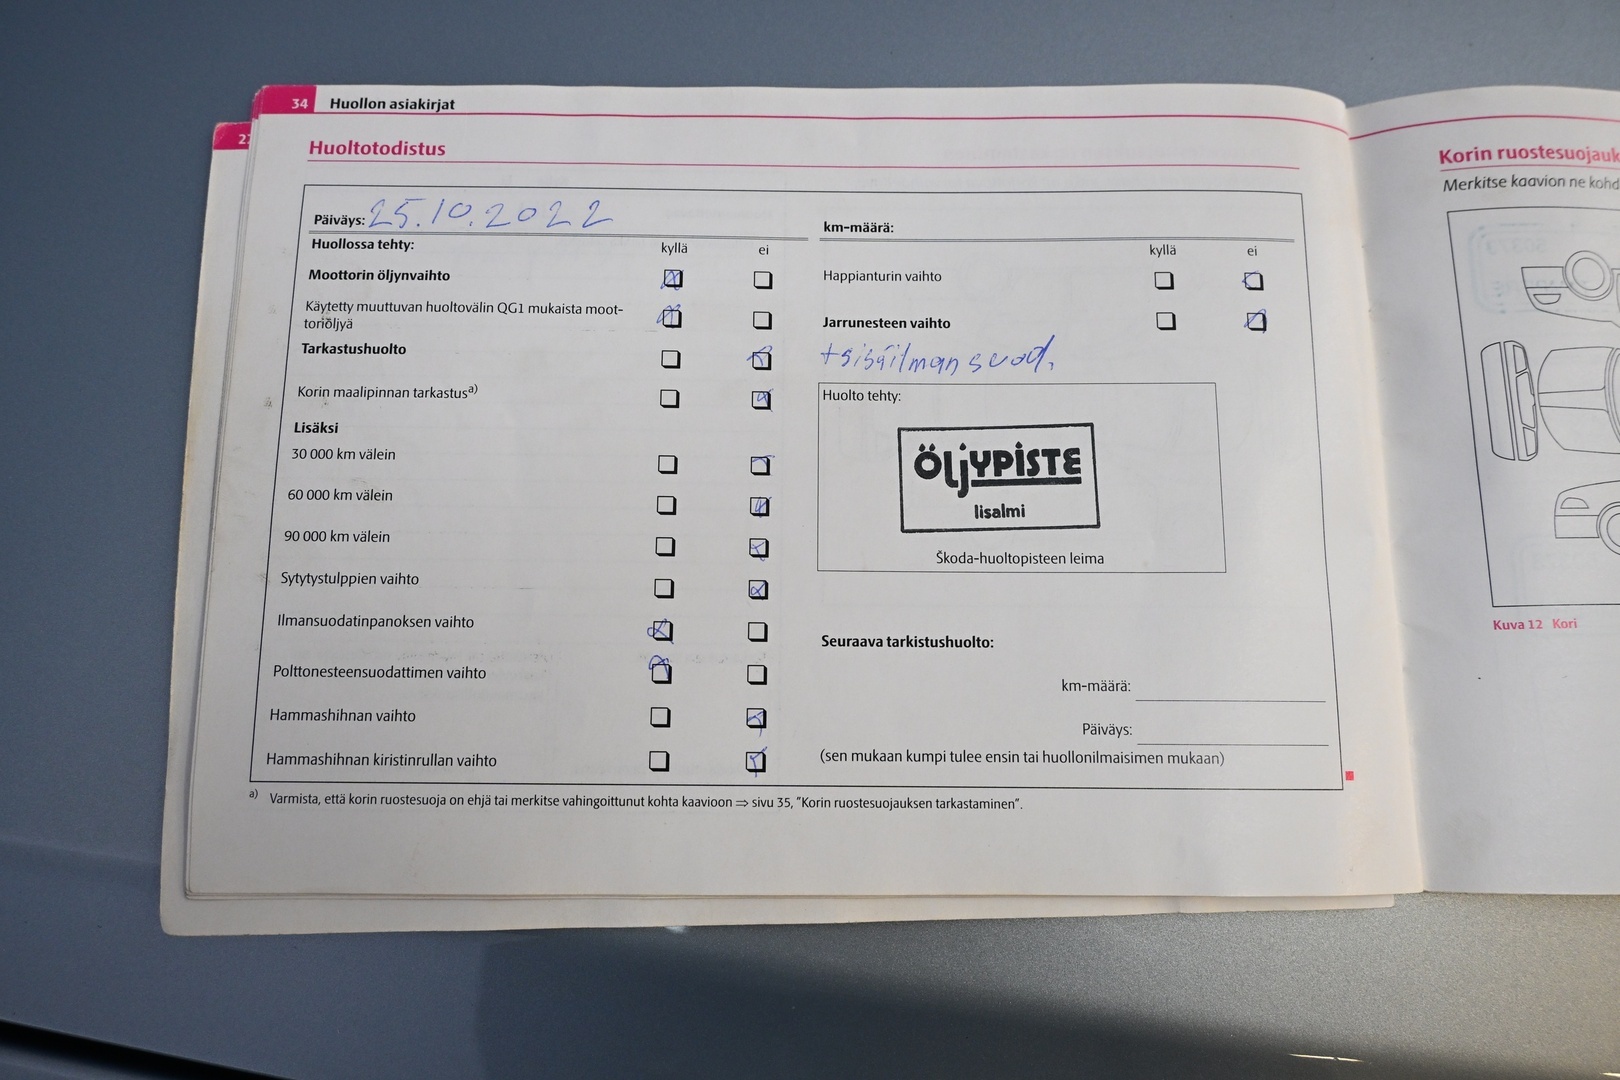 34 Huollon asiakirjat
Huoltotodistus
Päiväys: 25.10.2022
Huollossa tehty: kyllä ei
Moottorin öljynvaihto
Käytetty muuttuvan huoltovälin QG1 mukaista moot-
toriöljyä
Tarkastushuolto
Korin maalipinnan tarkastus a)
Lisäksi
30 000 km välein
60 000 km välein
90 000 km välein
Sytytystulppien vaihto
Ilmansuodatinpanoksen vaihto
Polttonesteensuodattimen vaihto
Hammashihnan vaihto
Hammashihnan kiristinrullan vaihto
km-määrä:
kyllä ei
Happianturin vaihto
Jarrunesteen vaihto
+sisäilman suod.
Huolto tehty:
ÖLJYPISTE
Iisalmi
Škoda-huoltopisteen leima
Seuraava tarkistushuolto:
km-määrä:
Päiväys:
(sen mukaan kumpi tulee ensin tai huollonilmaisimen mukaan)
a) Varmista, että korin ruostesuoja on ehjä tai merkitse vahingoittunut kohta kaavioon ⇒ sivu 35, "Korin ruostesuojauksen tarkastaminen".
Korin ruostesuojauk
Merkitse kaavion ne kohd
Kuva 12 Kori